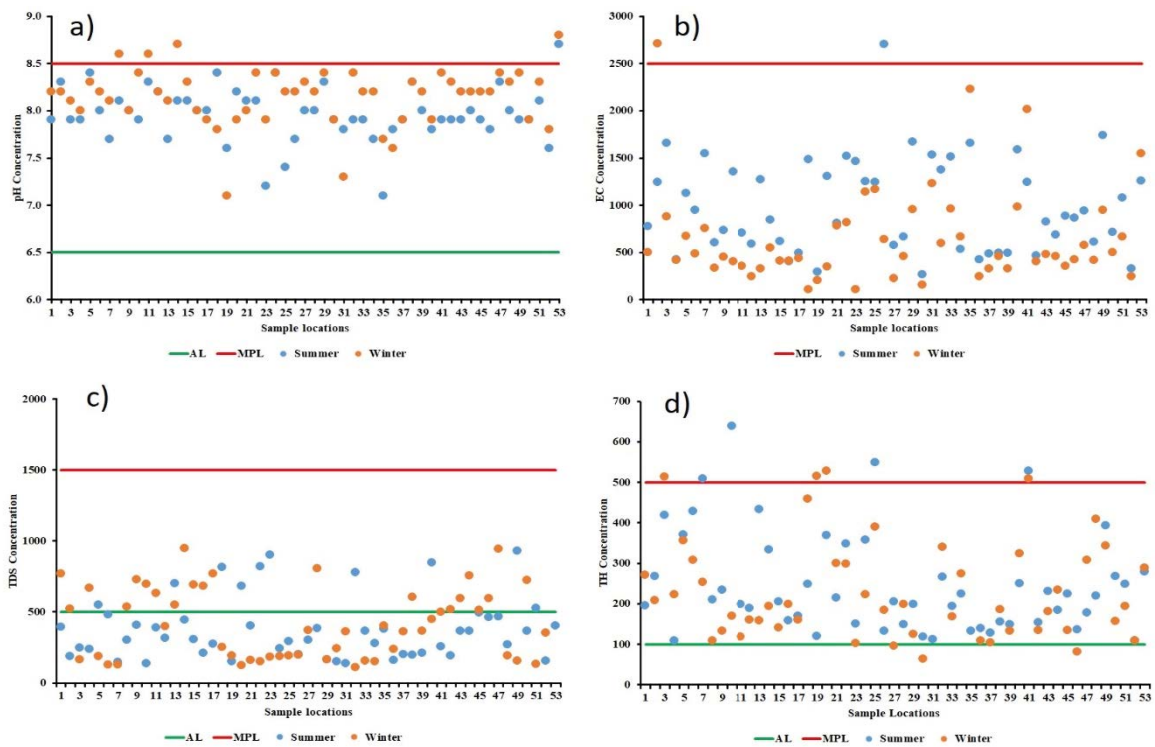 a)
pH Concentration
9.0
8.5
8.0
7.5
7.0
6.5
6.0
1 3 5 7 9 11 13 15 17 19 21 23 25 27 29 31 33 35 37 39 41 43 45 47 49 51 53
Sample locations
AL MPL Summer Winter
b)
EC Concentration
3000
2500
2000
1500
1000
500
0
1 3 5 7 9 11 13 15 17 19 21 23 25 27 29 31 33 35 37 39 41 43 45 47 49 51 53
Sample locations
MPL Summer Winter
c)
TDS Concentration
2000
1500
1000
500
0
1 3 5 7 9 11 13 15 17 19 21 23 25 27 29 31 33 35 37 39 41 43 45 47 49 51 53
Sample locations
AL MPL Summer Winter
d)
TH Concentration
700
600
500
400
300
200
100
0
1 3 5 7 9 11 13 15 17 19 21 23 25 27 29 31 33 35 37 39 41 43 45 47 49 51 53
Sample Locations
AL MPL Summer Winter